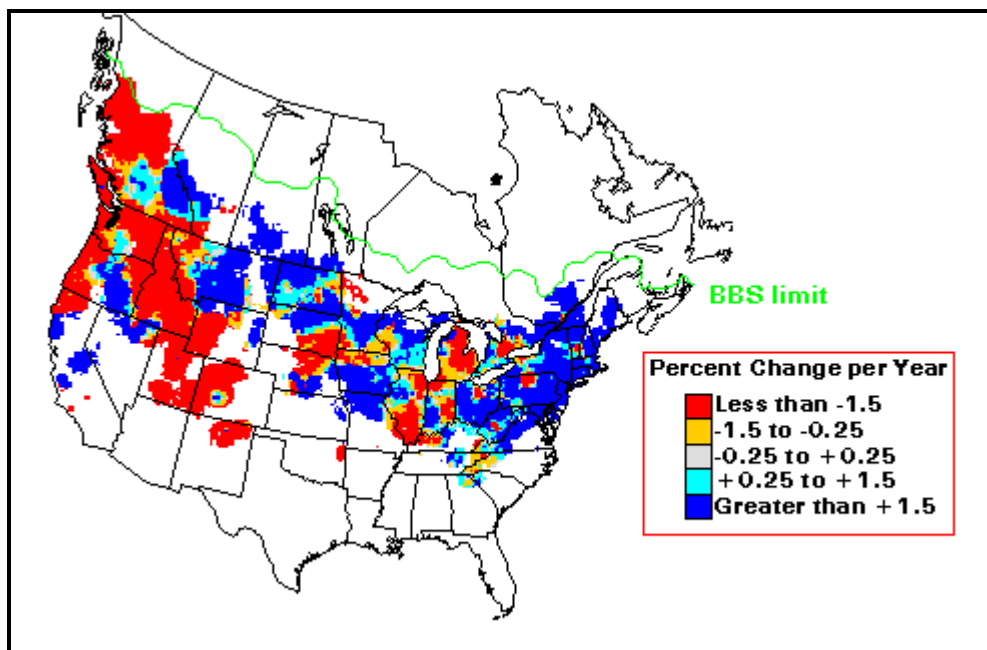 BBS limit
Percent Change per Year
Less than -1.5
-1.5 to -0.25
-0.25 to +0.25
+0.25 to +1.5
Greater than +1.5